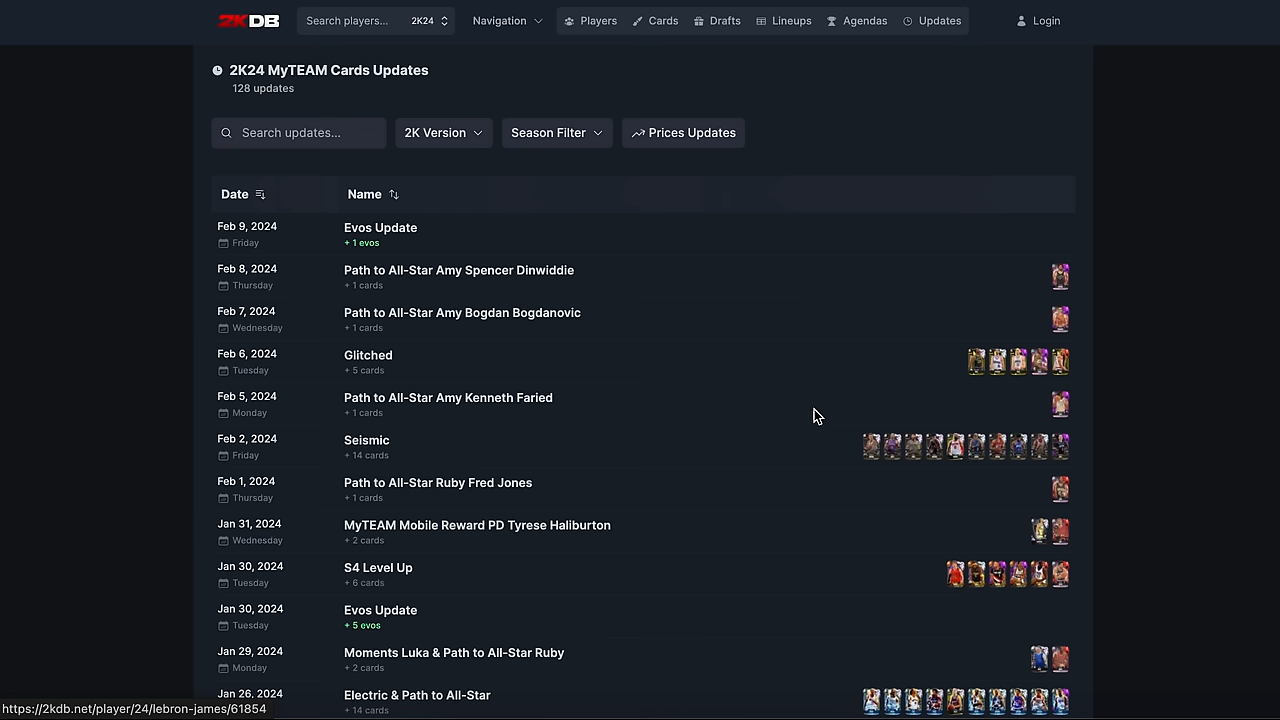 2KDB
Search players... 2K24
Navigation
Players
Cards
Drafts
Lineups
Agendas
Updates
Login
2K24 MyTEAM Cards Updates
128 updates
Search updates...
2K Version
Season Filter
Prices Updates
Date
Name
Feb 9, 2024
Friday
Evos Update
+ 1 evos
Feb 8, 2024
Thursday
Path to All-Star Amy Spencer Dinwiddie
+ 1 cards
Feb 7, 2024
Wednesday
Path to All-Star Amy Bogdan Bogdanovic
+ 1 cards
Feb 6, 2024
Tuesday
Glitched
+ 5 cards
Feb 5, 2024
Monday
Path to All-Star Amy Kenneth Faried
+ 1 cards
Feb 2, 2024
Friday
Seismic
+ 14 cards
Feb 1, 2024
Thursday
Path to All-Star Ruby Fred Jones
+ 1 cards
Jan 31, 2024
Wednesday
MyTEAM Mobile Reward PD Tyrese Haliburton
+ 2 cards
Jan 30, 2024
Tuesday
S4 Level Up
+ 6 cards
Jan 30, 2024
Tuesday
Evos Update
+ 5 evos
Jan 29, 2024
Monday
Moments Luka & Path to All-Star Ruby
+ 2 cards
Jan 26, 2024
Electric & Path to All-Star
+ 14 cards
https://2kdb.net/player/24/lebron-james/61854